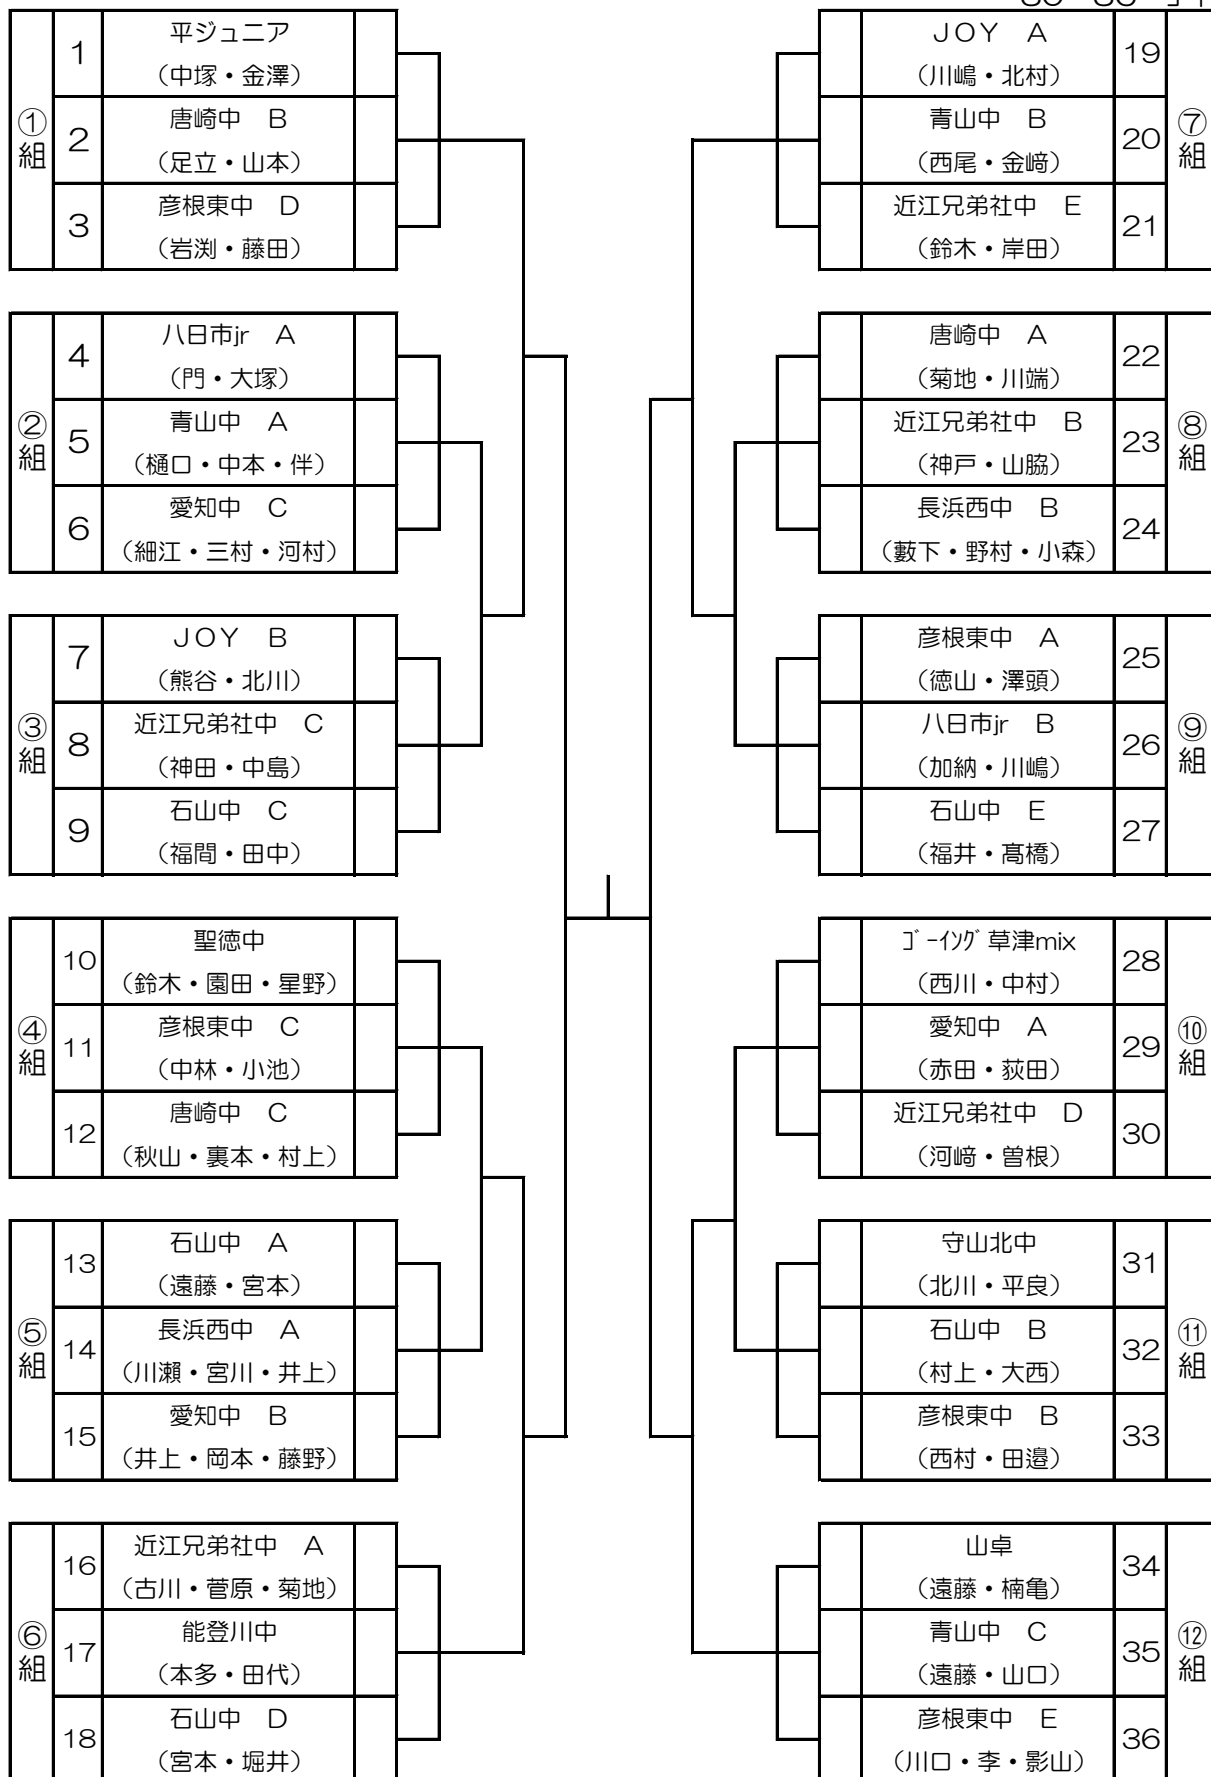 ①組
1
平ジュニア
（中塚・金澤）
2
唐崎中　B
（足立・山本）
3
彦根東中　D
（岩渕・藤田）
②組
4
八日市jr　A
（門・大塚）
5
青山中　A
（樋口・中本・伴）
6
愛知中　C
（細江・三村・河村）
③組
7
JOY　B
（熊谷・北川）
8
近江兄弟社中　C
（神田・中島）
9
石山中　C
（福間・田中）
④組
10
聖徳中
（鈴木・園田・星野）
11
彦根東中　C
（中林・小池）
12
唐崎中　C
（秋山・裏本・村上）
⑤組
13
石山中　A
（遠藤・宮本）
14
長浜西中　A
（川瀬・宮川・井上）
15
愛知中　B
（井上・岡本・藤野）
⑥組
16
近江兄弟社中　A
（古川・菅原・菊地）
17
能登川中
（本多・田代）
18
石山中　D
（宮本・堀井）
JOY　A
（川嶋・北村）
19
青山中　B
（西尾・金﨑）
20
近江兄弟社中　E
（鈴木・岸田）
21
⑦組
唐崎中　A
（菊地・川端）
22
近江兄弟社中　B
（神戸・山脇）
23
長浜西中　B
（藪下・野村・小森）
24
⑧組
彦根東中　A
（徳山・澤頭）
25
八日市jr　B
（加納・川嶋）
26
石山中　E
（福井・髙橋）
27
⑨組
ｺﾞｰｲﾝｸﾞ草津mix
（西川・中村）
28
愛知中　A
（赤田・荻田）
29
近江兄弟社中　D
（河﨑・曽根）
30
⑩組
守山北中
（北川・平良）
31
石山中　B
（村上・大西）
32
彦根東中　B
（西村・田邉）
33
⑪組
山卓
（遠藤・楠亀）
34
青山中　C
（遠藤・山口）
35
彦根東中　E
（川口・李・影山）
36
⑫組